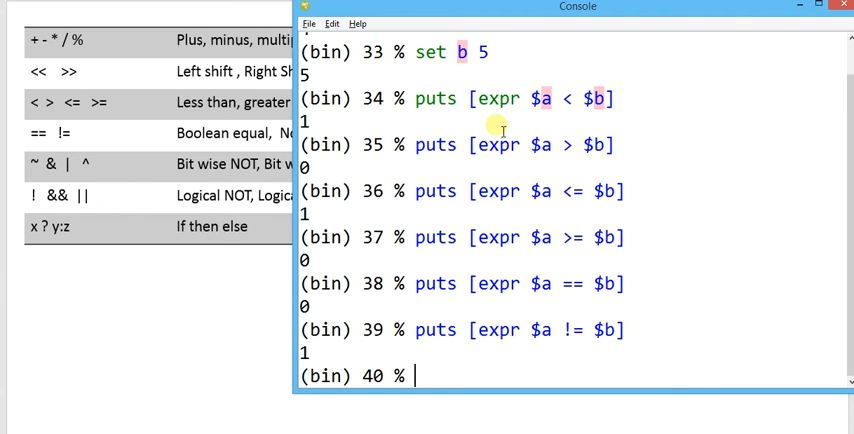 Console
File Edit Help
+ - * / % Plus, minus,
<< >> Left shift , Right
< > <= >= Less than, greater
== != Boolean equal,
~ & | ^ Bit wise NOT, Bit
! && || Logical NOT,
x ? y:z If then else
(bin) 33 % set b 5
5
(bin) 34 % puts [expr $a < $b]
1
(bin) 35 % puts [expr $a > $b]
0
(bin) 36 % puts [expr $a <= $b]
1
(bin) 37 % puts [expr $a >= $b]
0
(bin) 38 % puts [expr $a == $b]
0
(bin) 39 % puts [expr $a != $b]
1
(bin) 40 %